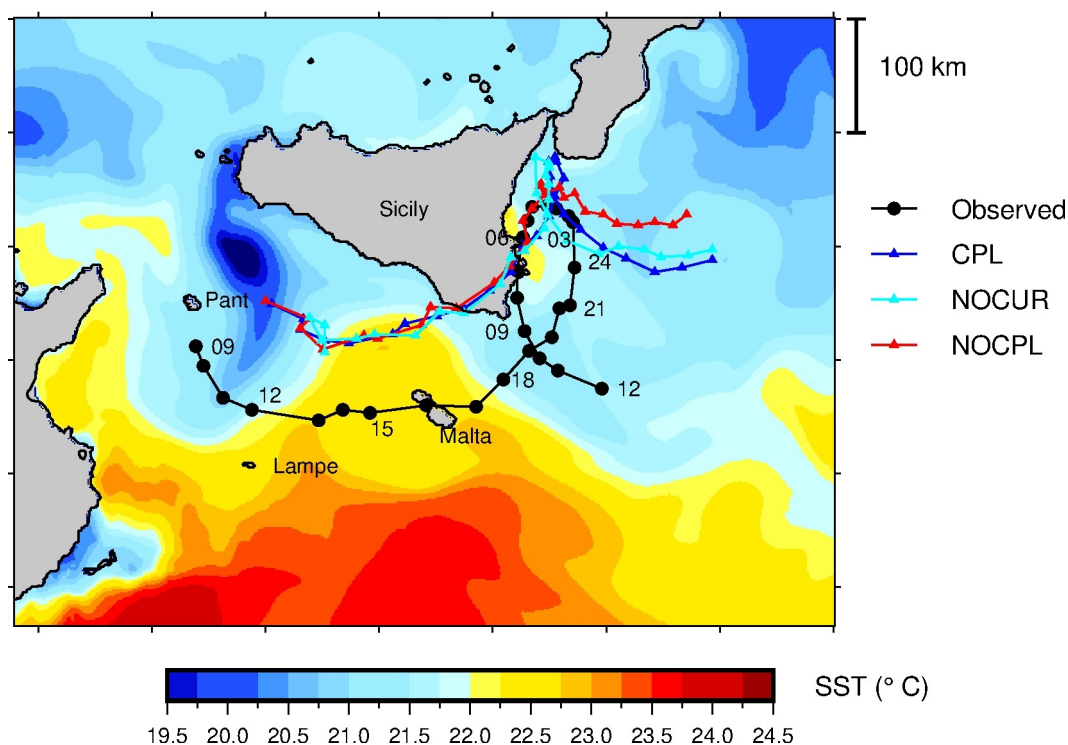 100 km
Sicily
Observed
06
03
CPL
24
Pant
NOCUR
21
09
NOCPL
09
18
12
12
15
Malta
Lampe
SST (° C)
19.5 20.0 20.5 21.0 21.5 22.0 22.5 23.0 23.5 24.0 24.5